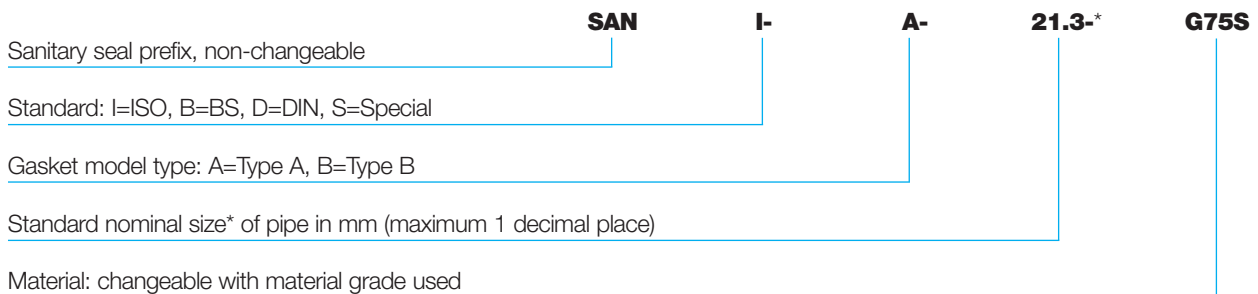 SAN I- A- 21.3-* G75S
Sanitary seal prefix, non-changeable
Standard: I=ISO, B=BS, D=DIN, S=Special
Gasket model type: A=Type A, B=Type B
Standard nominal size* of pipe in mm (maximum 1 decimal place)
Material: changeable with material grade used